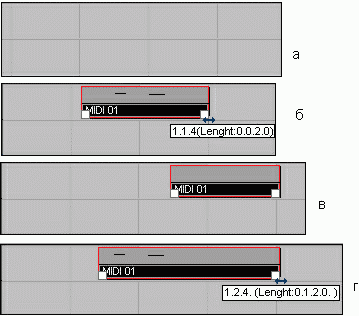 а
MIDI 01
б
1.1.4(Lenght:0.0.2.0)
MIDI 01
в
MIDI 01
г
1.2.4. (Lenght:0.1.2.0. )